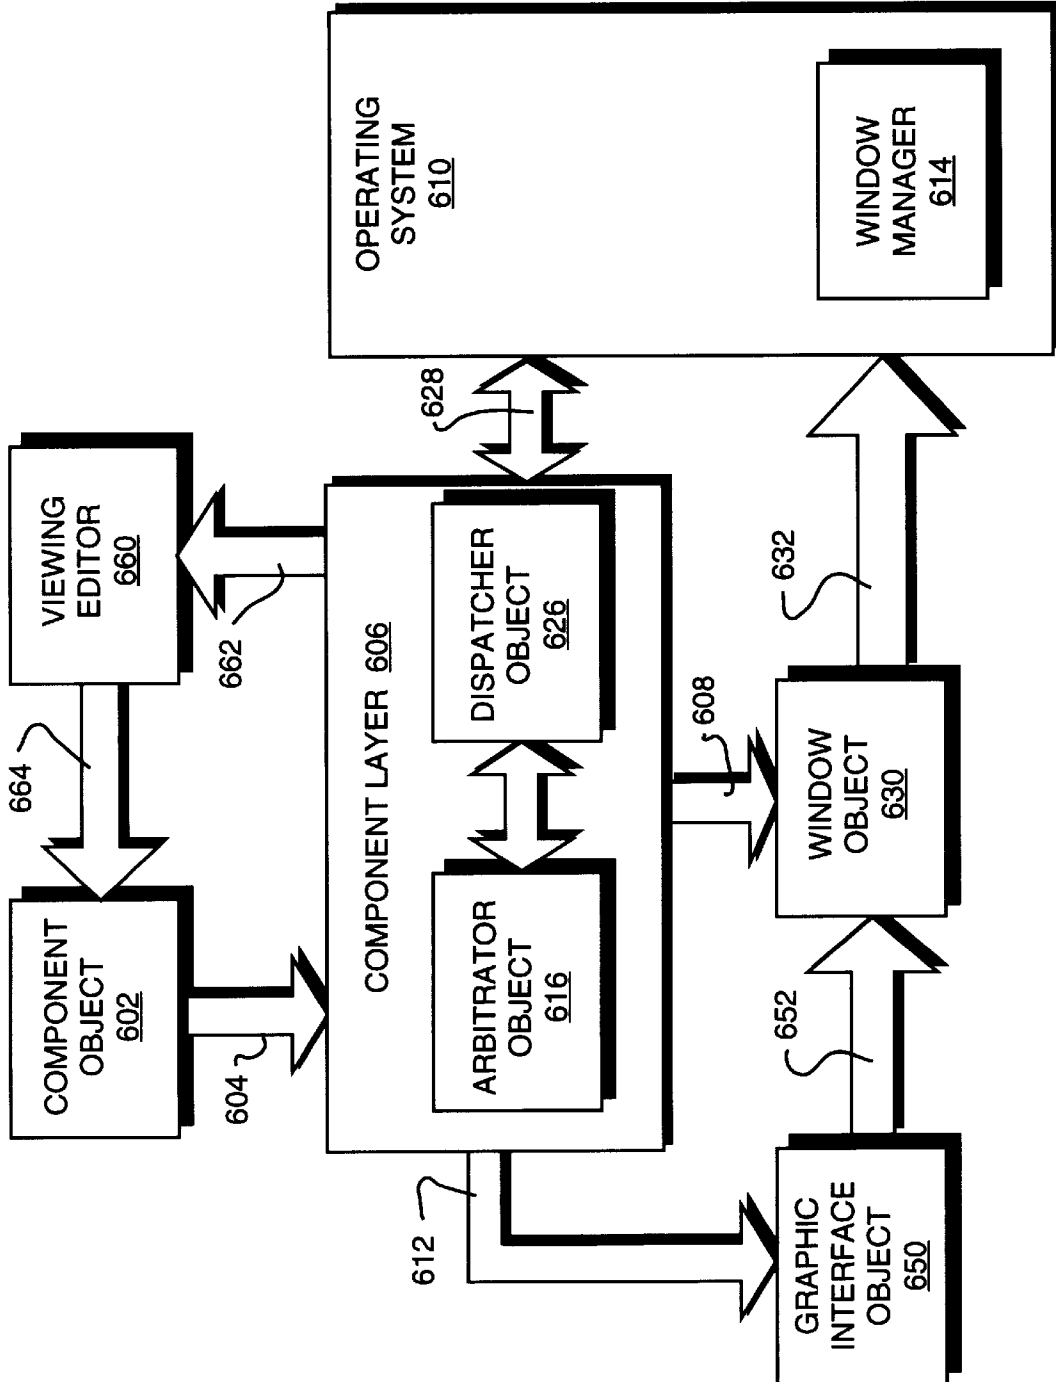 COMPONENT
OBJECT
602
664
VIEWING
EDITOR
660
604
662
COMPONENT LAYER 606
ARBITRATOR
OBJECT
616
DISPATCHER
OBJECT
626
628
OPERATING
SYSTEM
610
WINDOW
MANAGER
614
612
608
GRAPHIC
INTERFACE
OBJECT
650
652
WINDOW
OBJECT
630
632